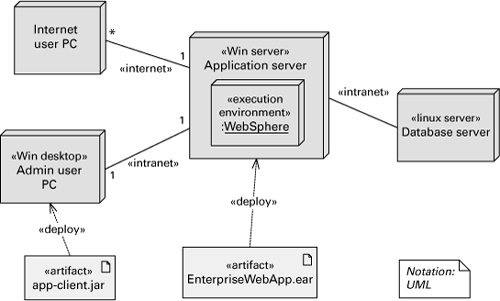 Internet
user PC
*
1
«internet»
«Win server»
Application server
«execution
environment»
:WebSphere
«intranet»
«linux server»
Database server
«Win desktop»
Admin user
PC
1
1
«intranet»
«deploy»
«deploy»
«artifact»
app-client.jar
«artifact»
EnterpriseWebApp.ear
Notation:
UML